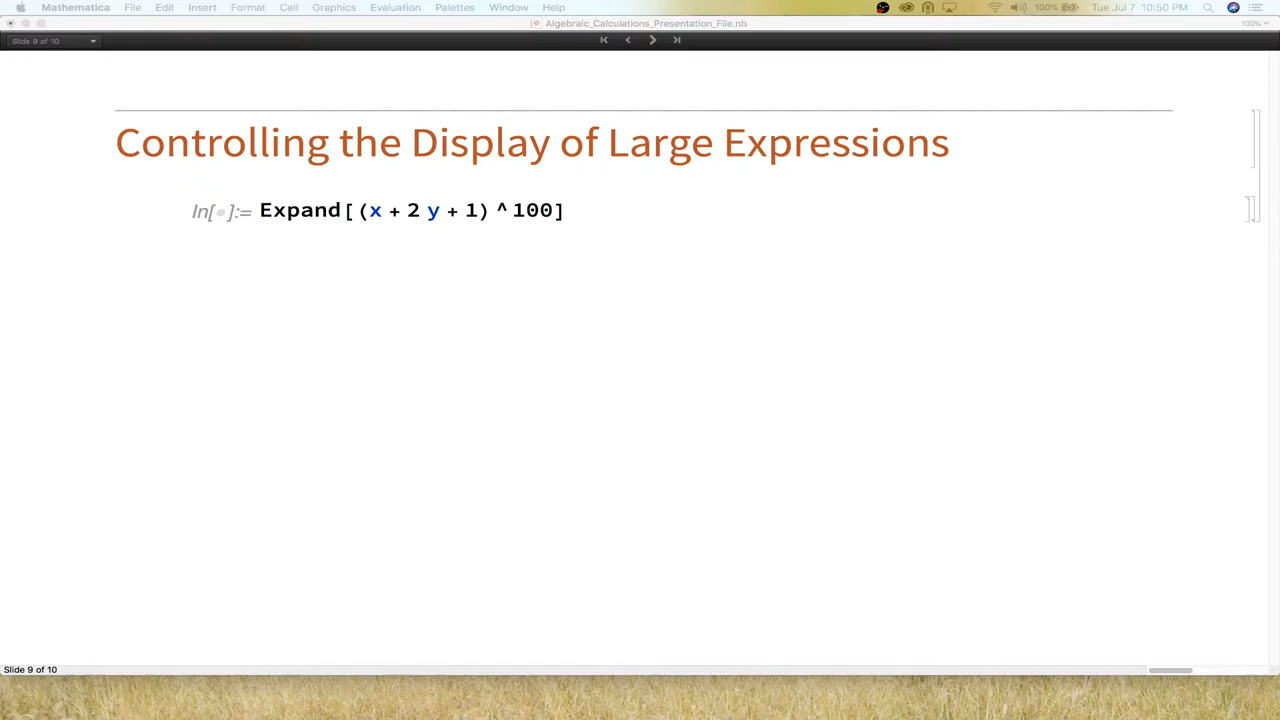 Mathematica File Edit Insert Format Cell Graphics Evaluation Palettes Window Help 100% Tue Jul 7 10:50 PM
Algebraic_Calculations_Presentation_File.nb 100%
Slide 9 of 10
Controlling the Display of Large Expressions
In[●]:= Expand[(x + 2 y + 1)^100]
Slide 9 of 10